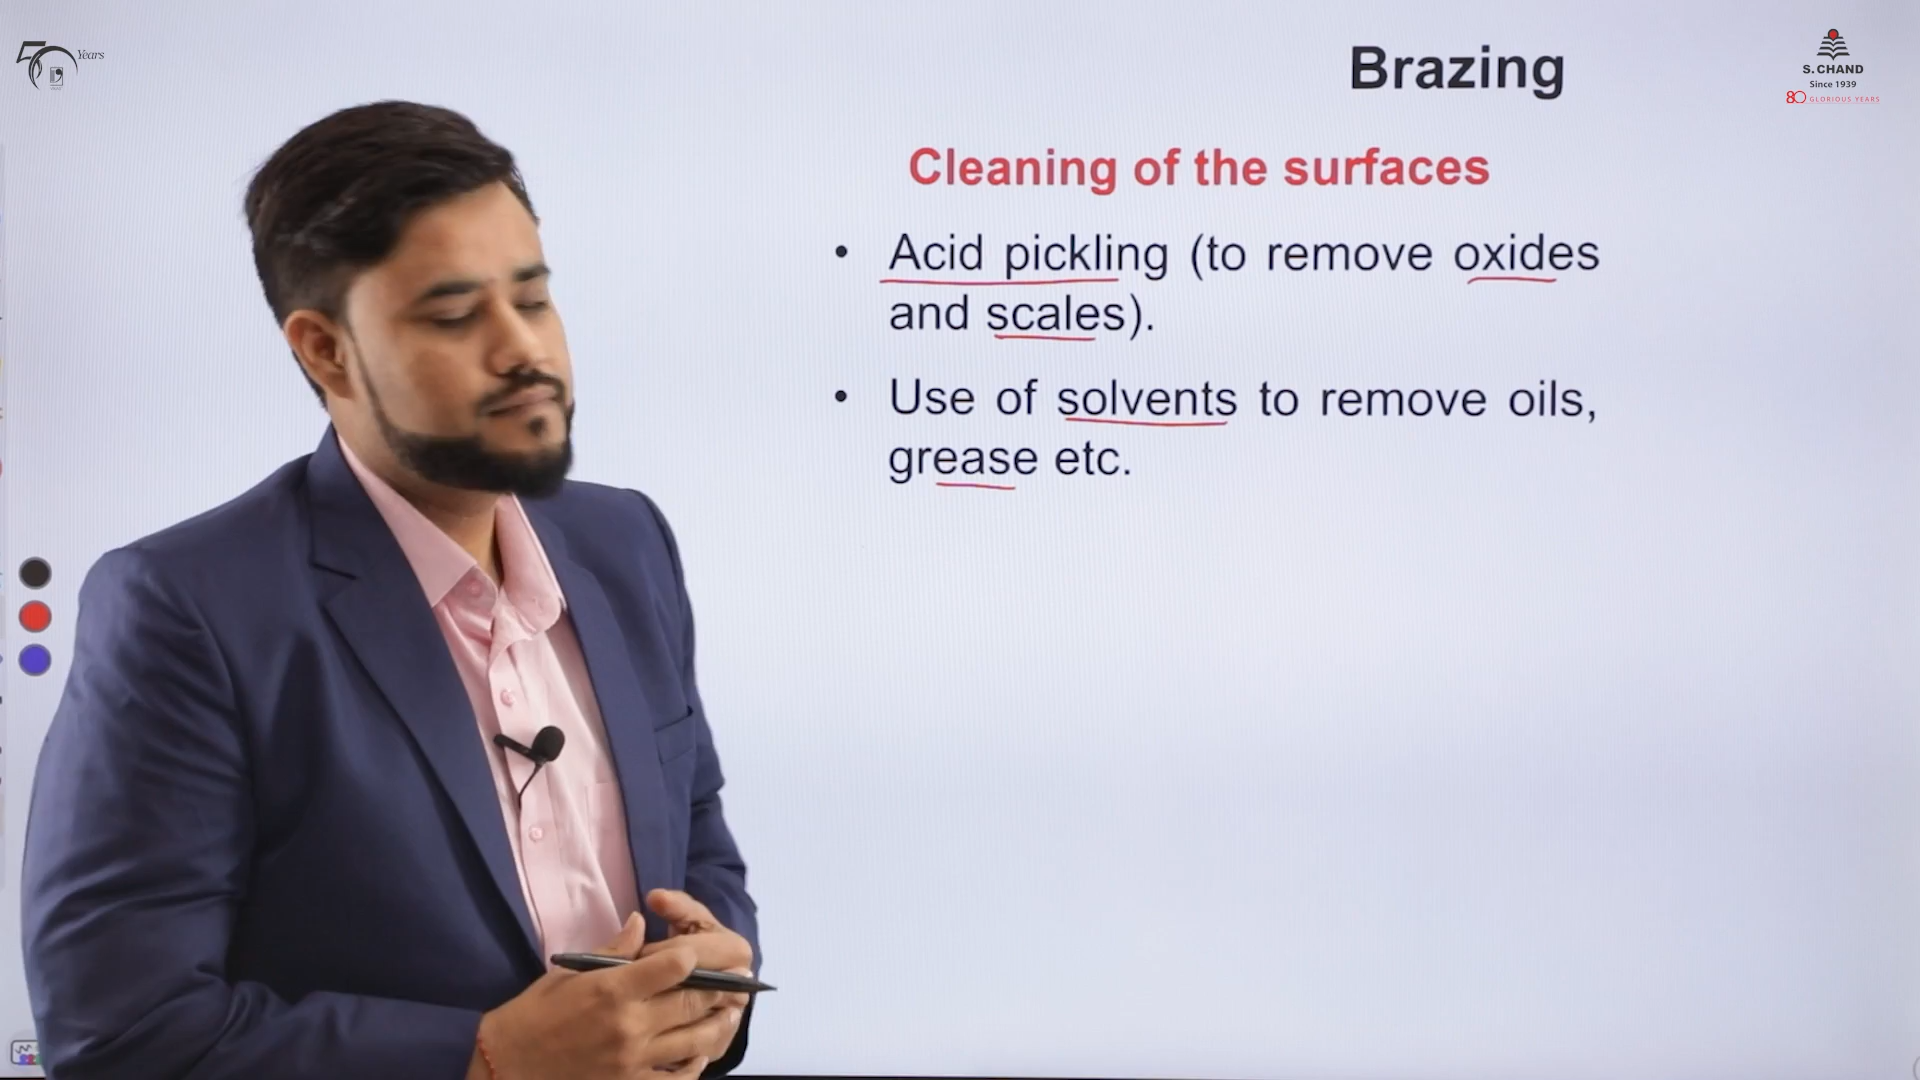 50 Years
Brazing
S. CHAND
Since 1939
80 GLORIOUS YEARS
Cleaning of the surfaces
• Acid pickling (to remove oxides
and scales).
• Use of solvents to remove oils,
grease etc.